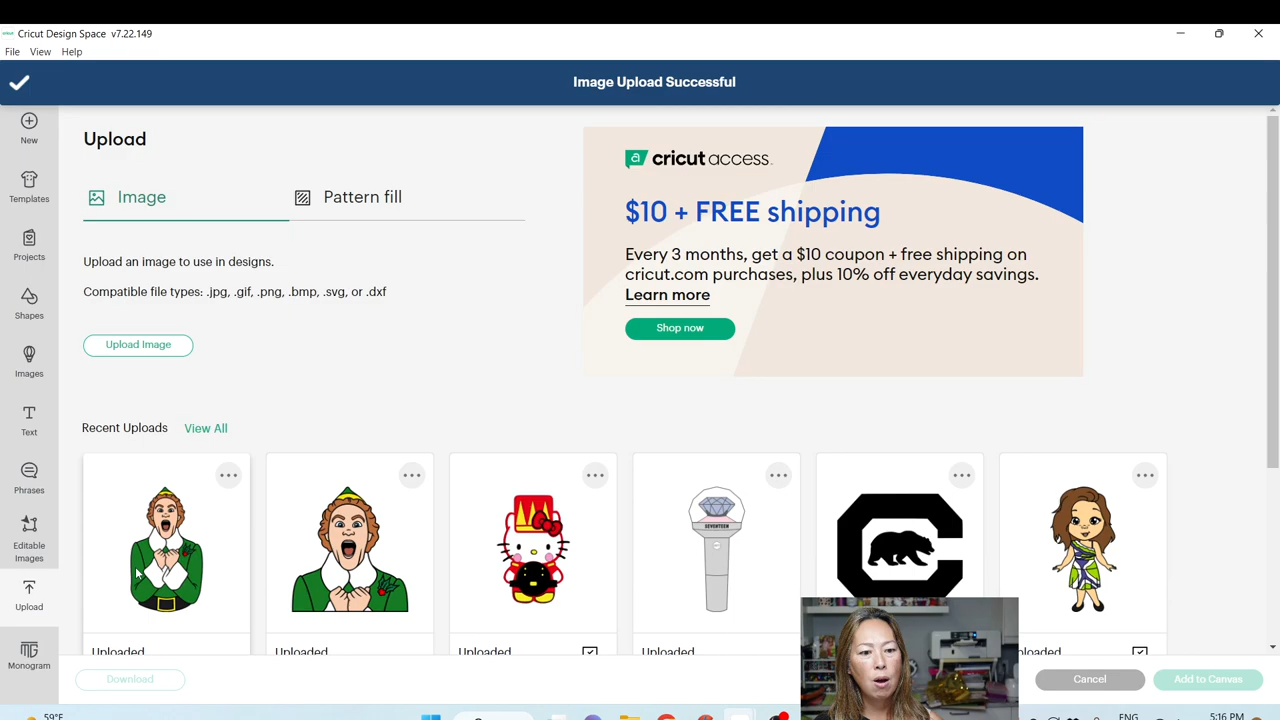 Cricut Design Space v7.22.149
File View Help
Image Upload Successful
New
Templates
Projects
Shapes
Images
Text
Phrases
Editable
Images
Upload
Monogram
Upload
Image Pattern fill
Upload an image to use in designs.
Compatible file types: .jpg, .gif, .png, .bmp, .svg, or .dxf
Upload Image
cricut access
$10 + FREE shipping
Every 3 months, get a $10 coupon + free shipping on
cricut.com purchases, plus 10% off everyday savings.
Learn more
Shop now
Recent Uploads View All
SEVENTEEN
Uploaded Uploaded Uploaded Uploaded
Download Cancel Add to Canvas
59°F ENG 5:16 PM